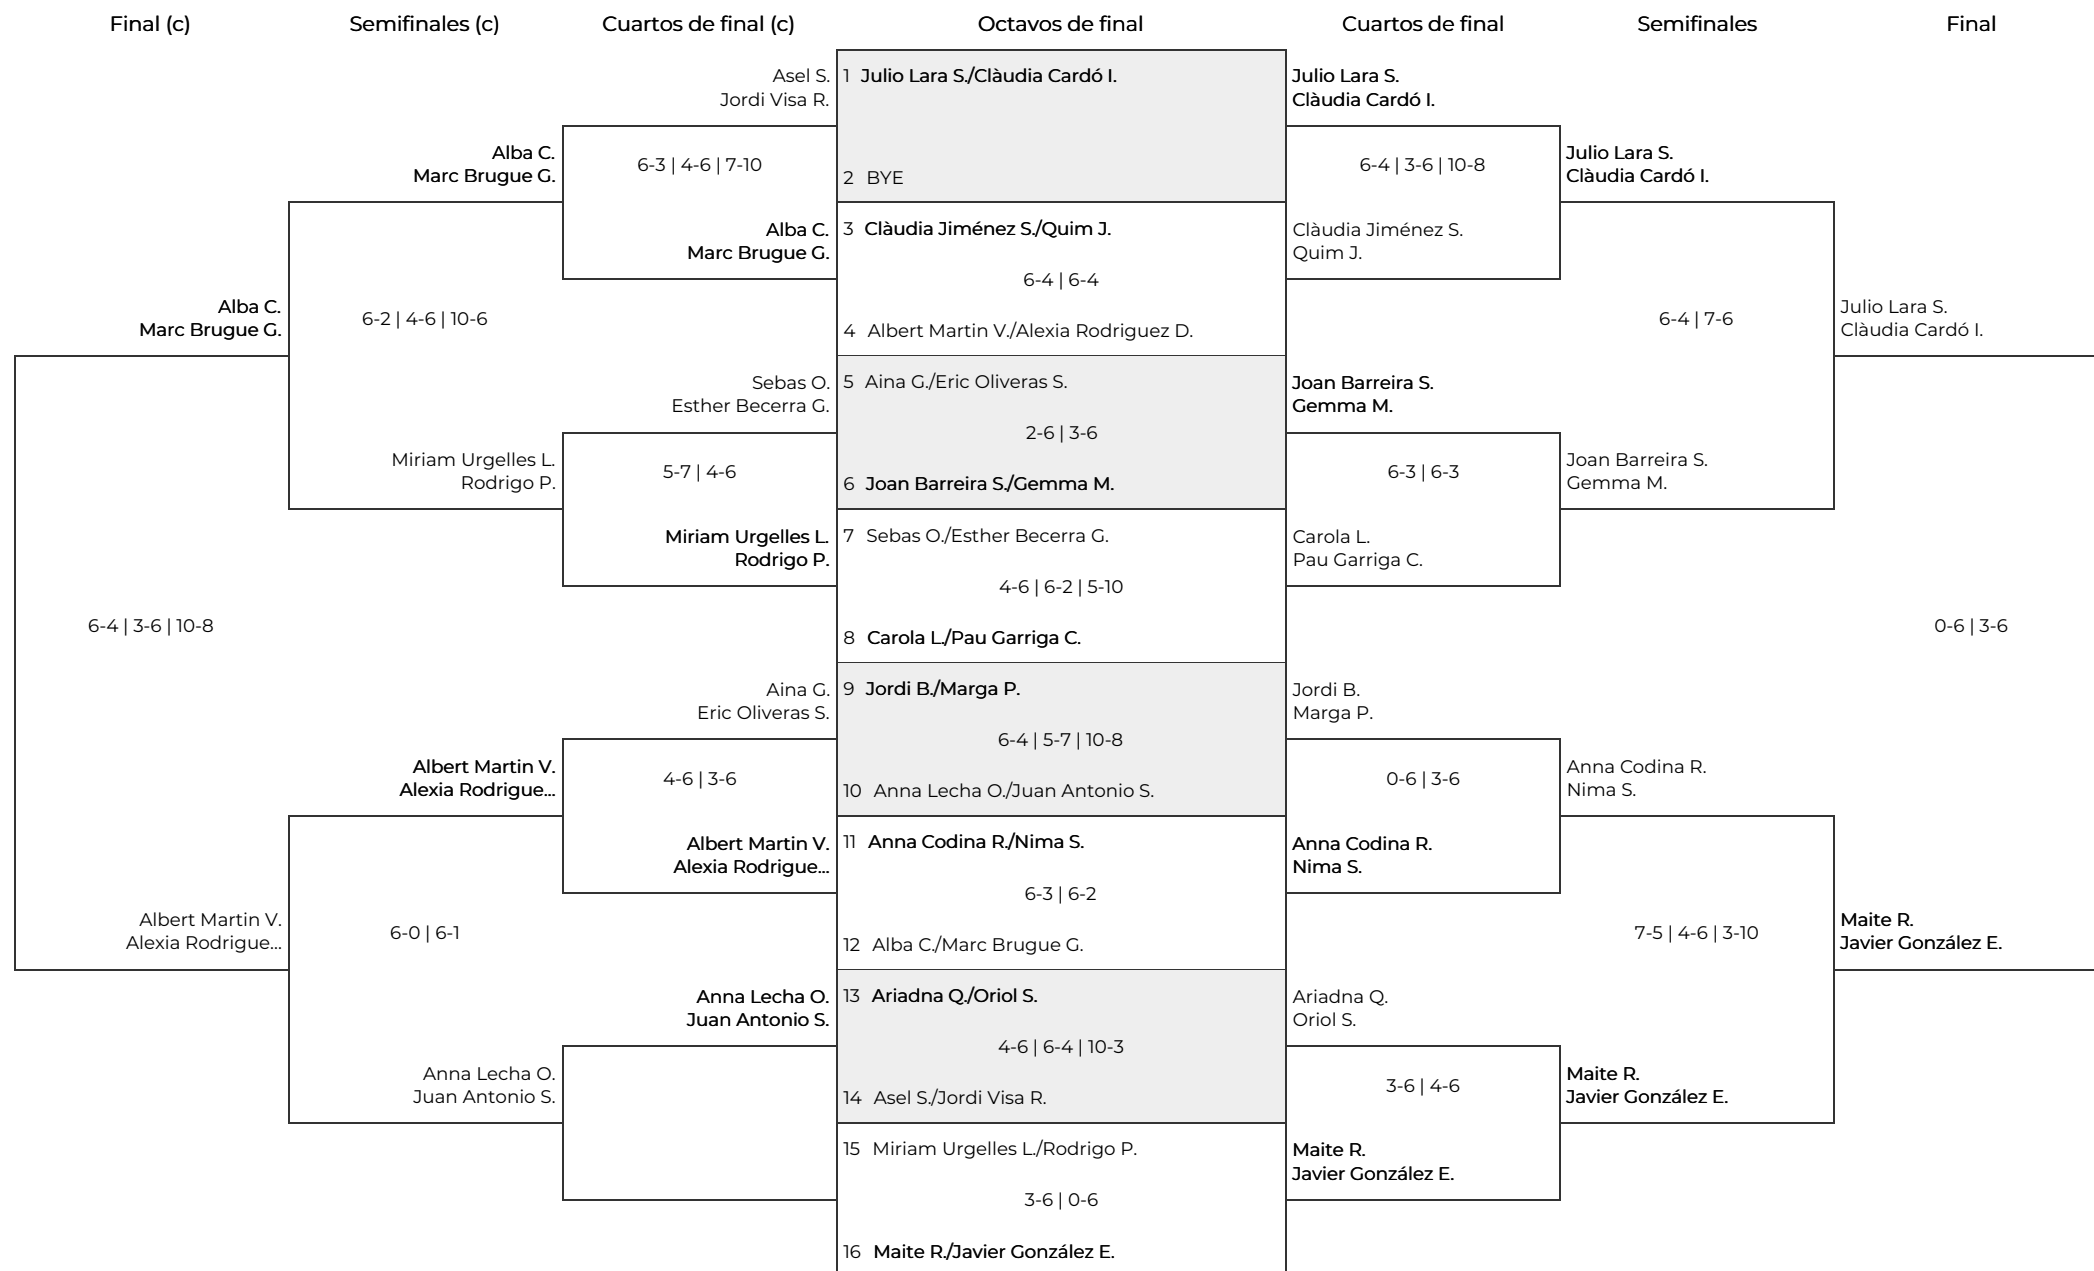 Final (c)
Semifinales (c)
Cuartos de final (c)
Octavos de final
Cuartos de final
Semifinales
Final
Alba C.
Marc Brugue G.
6-4 | 3-6 | 10-8
Albert Martin V.
Alexia Rodrigue...
Alba C.
Marc Brugue G.
6-2 | 4-6 | 10-6
Miriam Urgelles L.
Rodrigo P.
Albert Martin V.
Alexia Rodrigue...
6-0 | 6-1
Anna Lecha O.
Juan Antonio S.
Asel S.
Jordi Visa R.
6-3 | 4-6 | 7-10
Alba C.
Marc Brugue G.
Sebas O.
Esther Becerra G.
5-7 | 4-6
Miriam Urgelles L.
Rodrigo P.
Aina G.
Eric Oliveras S.
4-6 | 3-6
Albert Martin V.
Alexia Rodrigue...
Anna Lecha O.
Juan Antonio S.
1 Julio Lara S./Clàudia Cardó I.
2 BYE
3 Clàudia Jiménez S./Quim J.
6-4 | 6-4
4 Albert Martin V./Alexia Rodriguez D.
5 Aina G./Eric Oliveras S.
2-6 | 3-6
6 Joan Barreira S./Gemma M.
7 Sebas O./Esther Becerra G.
4-6 | 6-2 | 5-10
8 Carola L./Pau Garriga C.
9 Jordi B./Marga P.
6-4 | 5-7 | 10-8
10 Anna Lecha O./Juan Antonio S.
11 Anna Codina R./Nima S.
6-3 | 6-2
12 Alba C./Marc Brugue G.
13 Ariadna Q./Oriol S.
4-6 | 6-4 | 10-3
14 Asel S./Jordi Visa R.
15 Miriam Urgelles L./Rodrigo P.
3-6 | 0-6
16 Maite R./Javier González E.
Julio Lara S.
Clàudia Cardó I.
6-4 | 3-6 | 10-8
Clàudia Jiménez S.
Quim J.
Joan Barreira S.
Gemma M.
6-3 | 6-3
Carola L.
Pau Garriga C.
Jordi B.
Marga P.
0-6 | 3-6
Anna Codina R.
Nima S.
Ariadna Q.
Oriol S.
3-6 | 4-6
Maite R.
Javier González E.
Julio Lara S.
Clàudia Cardó I.
6-4 | 7-6
Joan Barreira S.
Gemma M.
Anna Codina R.
Nima S.
7-5 | 4-6 | 3-10
Maite R.
Javier González E.
Julio Lara S.
Clàudia Cardó I.
0-6 | 3-6
Maite R.
Javier González E.